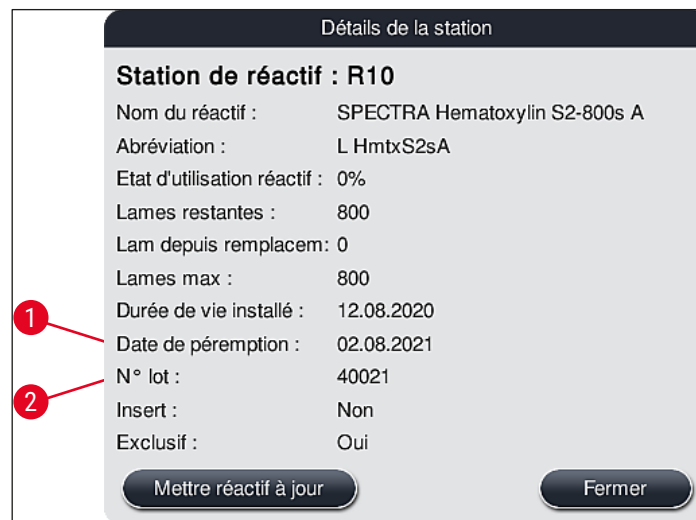 Détails de la station
Station de réactif : R10
Nom du réactif : SPECTRA Hematoxylin S2-800s A
Abréviation : L HmtxS2sA
Etat d'utilisation réactif : 0%
Lames restantes : 800
Lam depuis remplacem: 0
Lames max : 800
Durée de vie installé : 12.08.2020
1
Date de péremption : 02.08.2021
N° lot : 40021
2
Insert : Non
Exclusif : Oui
Mettre réactif à jour Fermer